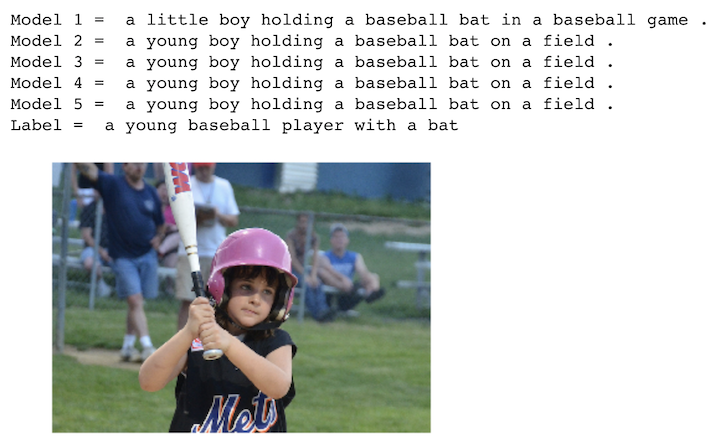 Model 1 =  a little boy holding a baseball bat in a baseball game .
Model 2 =  a young boy holding a baseball bat on a field .
Model 3 =  a young boy holding a baseball bat on a field .
Model 4 =  a young boy holding a baseball bat on a field .
Model 5 =  a young boy holding a baseball bat on a field .
Label =  a young baseball player with a bat
Mets